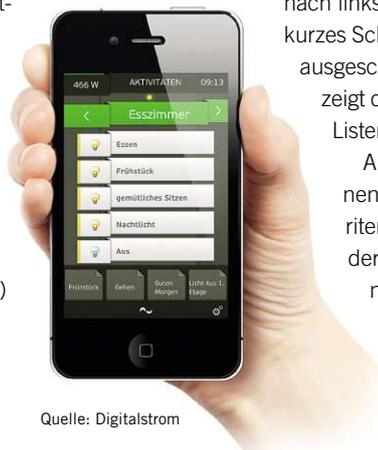 t-
nach links
kurzes Sch
ausgesch
zeigt d
Listen
A
nen
riten
der
n
)
466 W AKTIVITÄTEN 09:13
Esszimmer
Essen
Frühstück
gemütliches Sitzen
Nachtlicht
Aus
Frühstück
Gehen
Guten
Morgen
Licht Aus 1.
Etage
Quelle: Digitalstrom